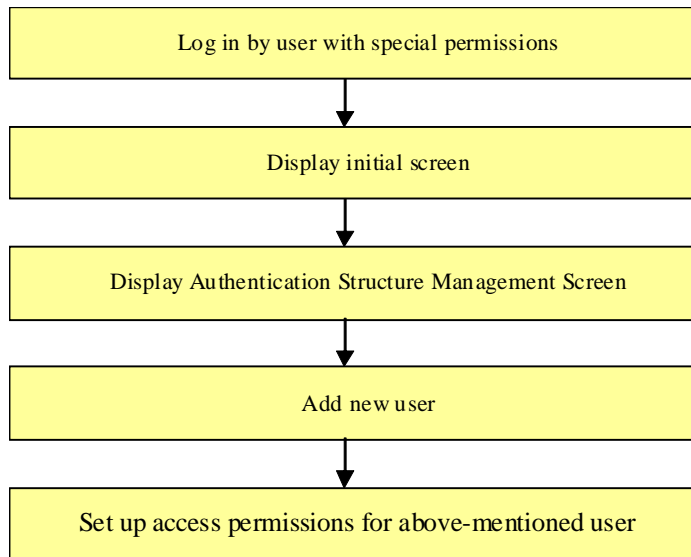 Log in by user with special permissions
Display initial screen
Display Authentication Structure Management Screen
Add new user
Set up access permissions for above-mentioned user